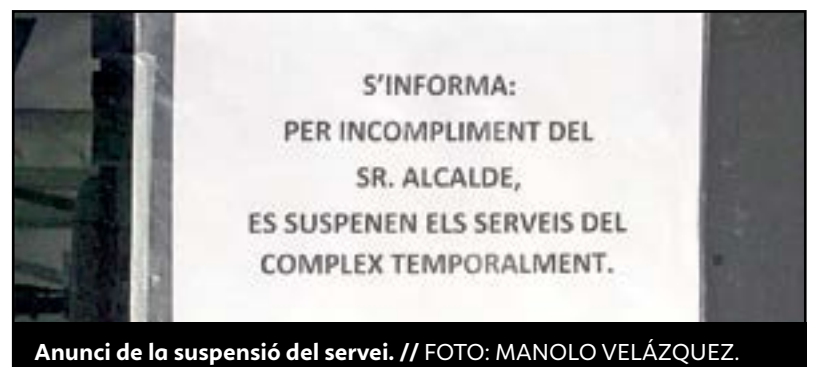 S'INFORMA:
PER INCOMPLIMENT DEL
SR. ALCALDE,
ES SUSPENEN ELS SERVEIS DEL
COMPLEX TEMPORALMENT.
Anunci de la suspensió del servei. // FOTO: MANOLO VELÁZQUEZ.